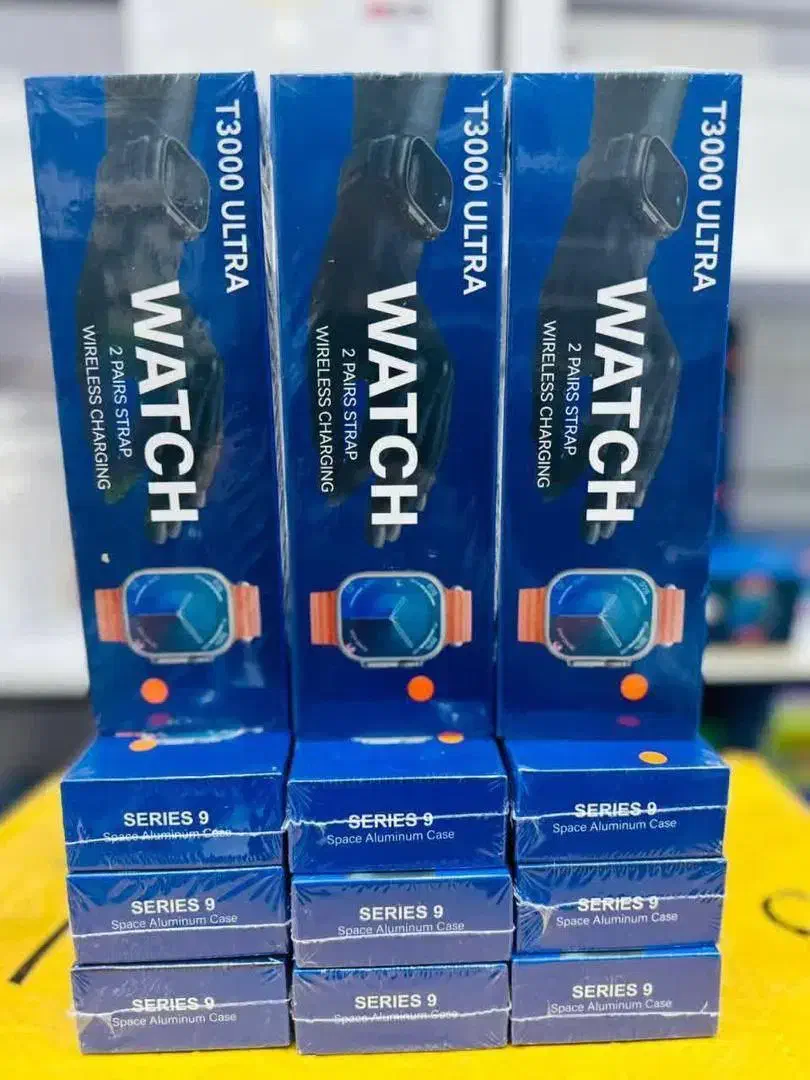 T3000 ULTRA
WATCH
2 PAIRS STRAP
WIRELESS CHARGING
T3000 ULTRA
WATCH
2 PAIRS STRAP
WIRELESS CHARGING
T3000 ULTRA
WATCH
2 PAIRS STRAP
WIRELESS CHARGING
SERIES 9
Space Aluminum Case
SERIES 9
Space Aluminum Case
SERIES 9
Space Aluminum Case
SERIES 9
Space Aluminum Case
SERIES 9
Space Aluminum Case
SERIES 9
Space Aluminum Case
SERIES 9
Space Aluminum Case
SERIES 9
Space Aluminum Case
SERIES 9
Space Aluminum Case